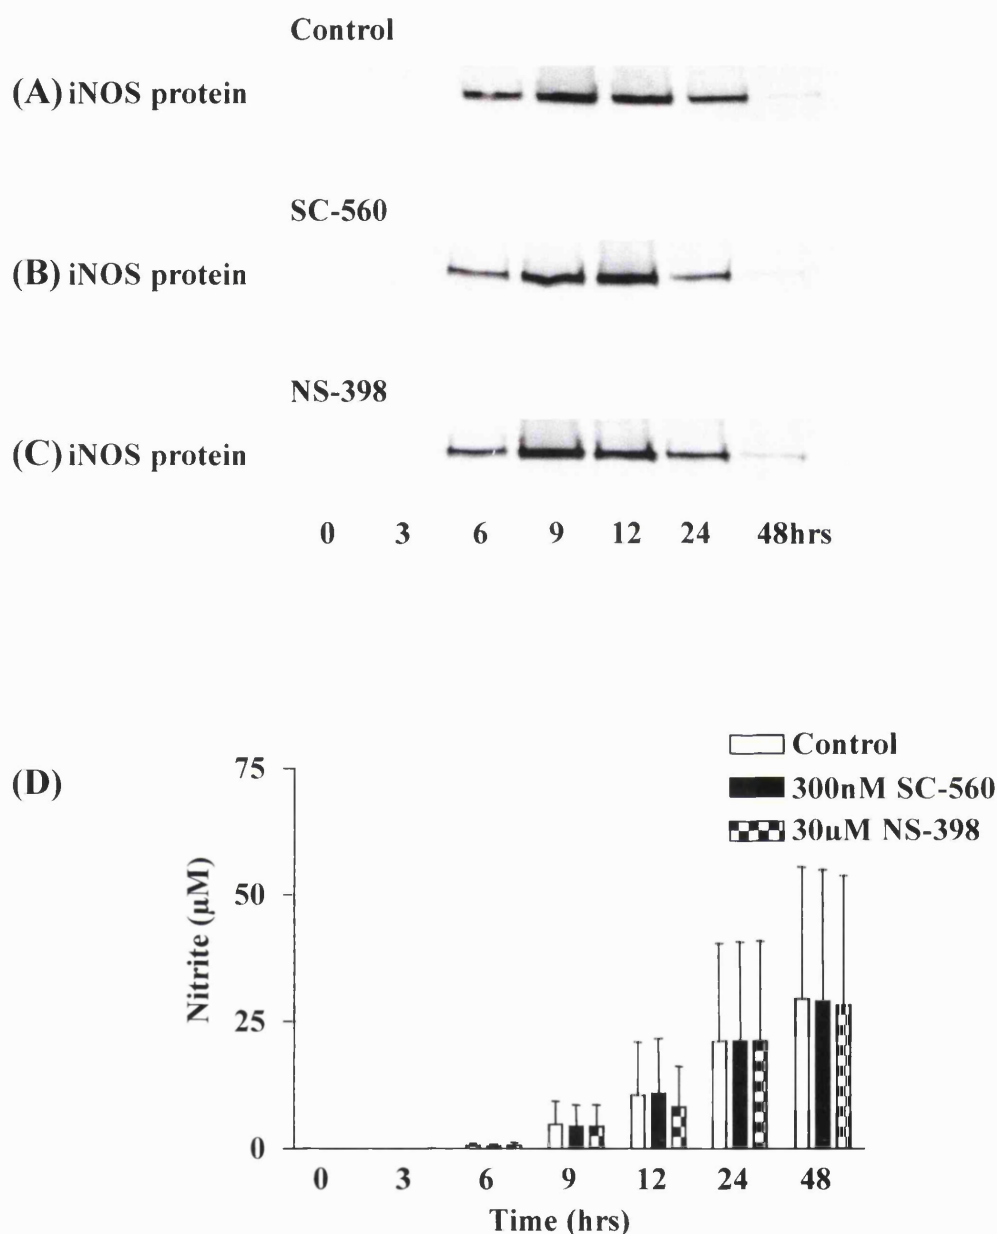 Control
(A) iNOS protein
SC-560
(B) iNOS protein
NS-398
(C) iNOS protein
0 3 6 9 12 24 48hrs
(D)
Control
300nM SC-560
30µM NS-398
75
50
25
0
Nitrite (µM)
0 3 6 9 12 24 48
Time (hrs)